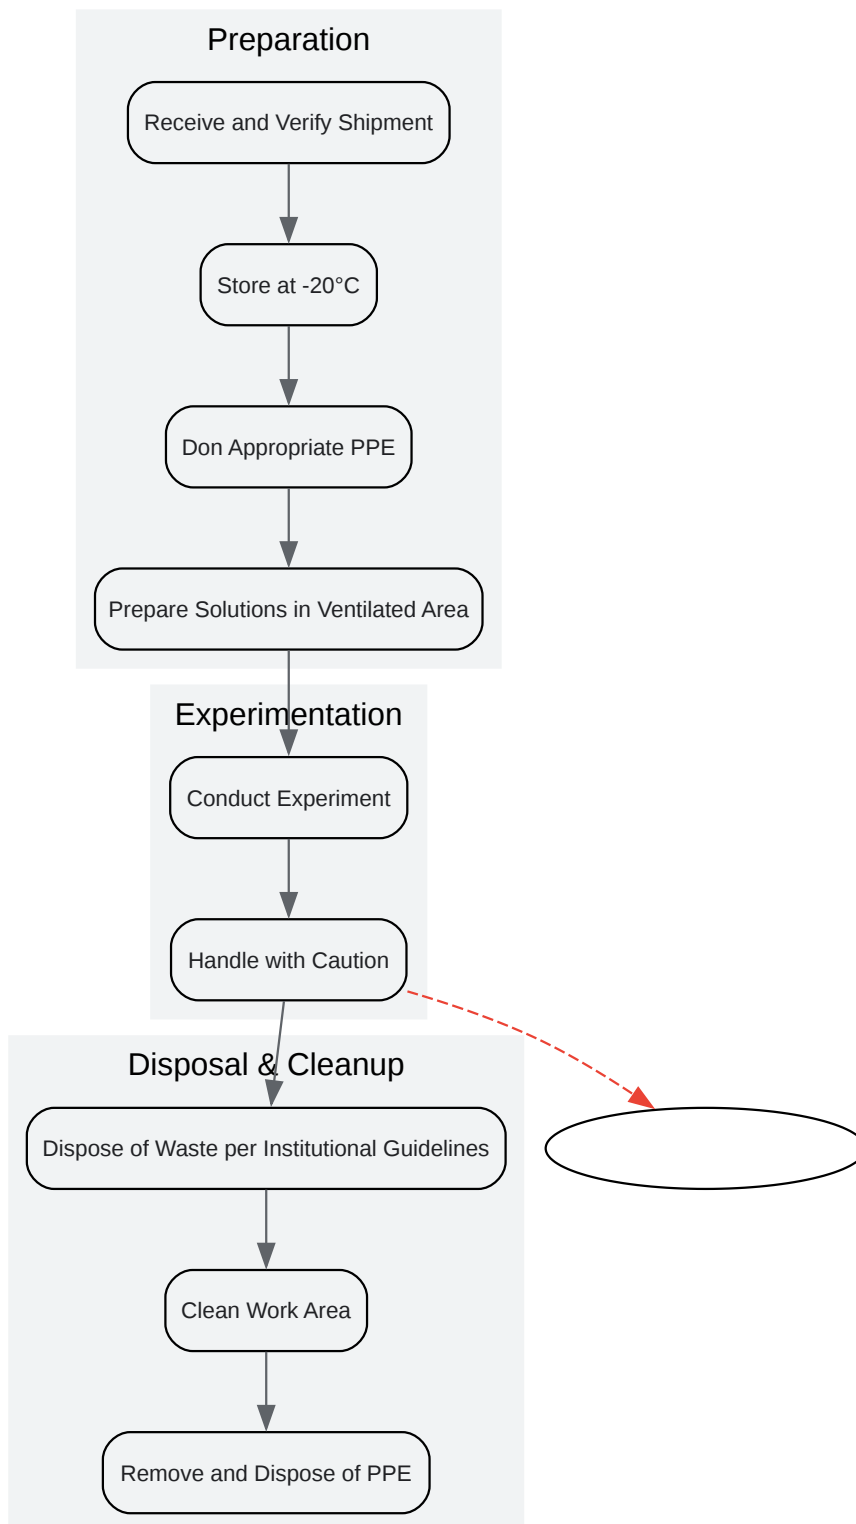 Preparation
Receive and Verify Shipment
Store at -20°C
Don Appropriate PPE
Prepare Solutions in Ventilated Area
Experimentation
Conduct Experiment
Handle with Caution
Disposal & Cleanup
Dispose of Waste per Institutional Guidelines
Clean Work Area
Remove and Dispose of PPE